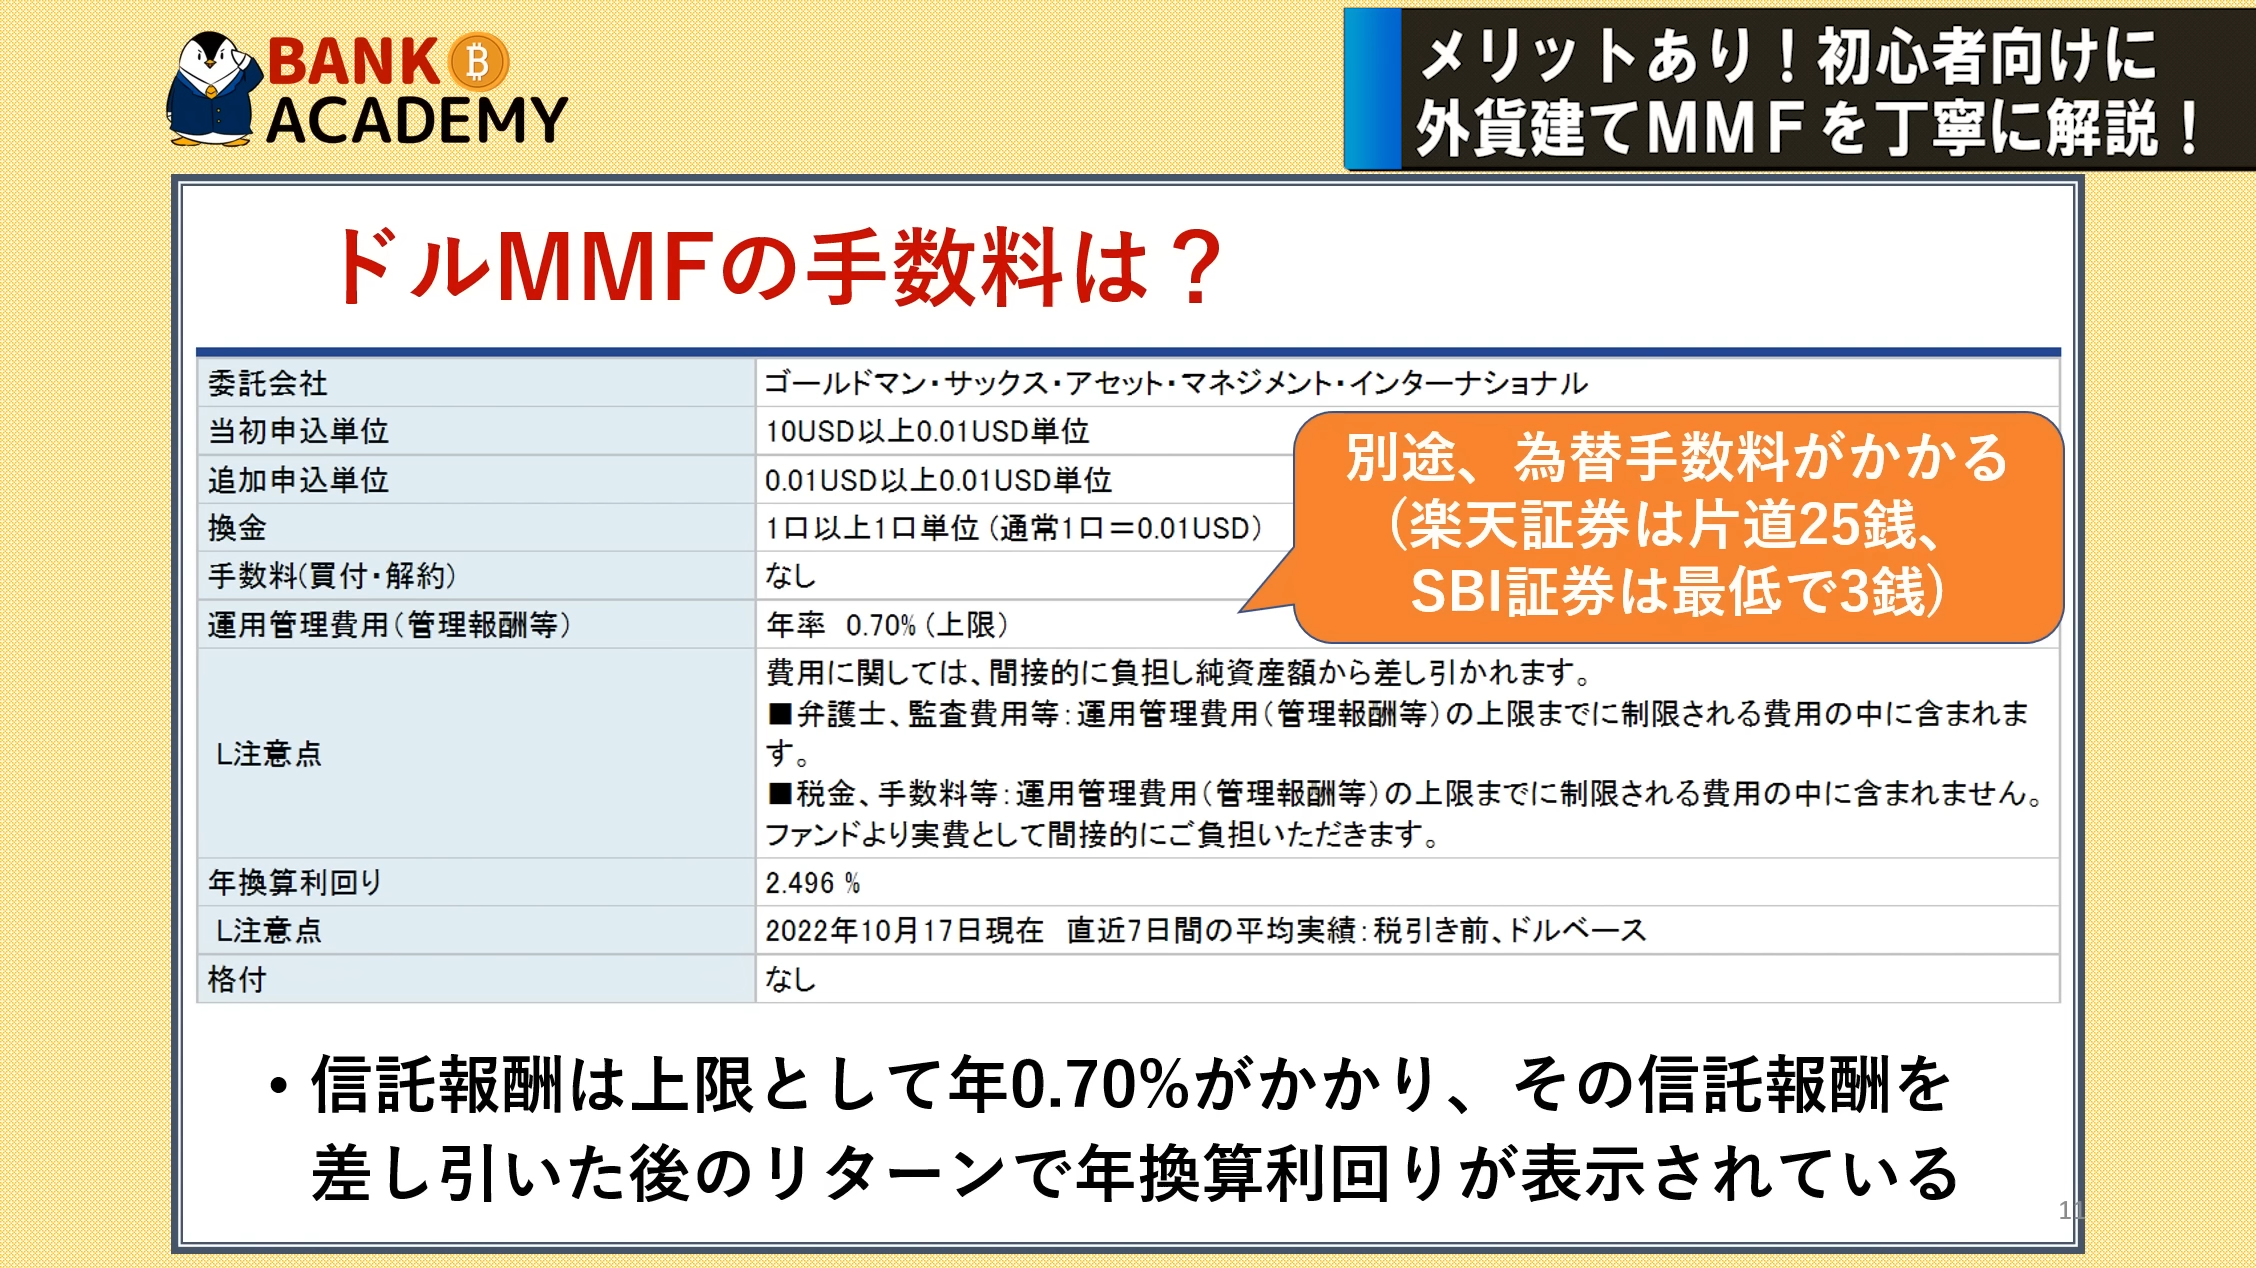 BANK
ACADEMY
メリットあり！初心者向けに
外貨建てＭＭＦを丁寧に解説！
ドルMMFの手数料は？
委託会社 ゴールドマン・サックス・アセット・マネジメント・インターナショナル
当初申込単位 10USD以上0.01USD単位
追加申込単位 0.01USD以上0.01USD単位
換金 1口以上1口単位（通常1口＝0.01USD）
手数料(買付・解約) なし
運用管理費用（管理報酬等） 年率　0.70%（上限）
別途、為替手数料がかかる
（楽天証券は片道25銭、
SBI証券は最低で3銭）
L注意点
費用に関しては、間接的に負担し純資産額から差し引かれます。
■弁護士、監査費用等：運用管理費用（管理報酬等）の上限までに制限される費用の中に含まれま
す。
■税金、手数料等：運用管理費用（管理報酬等）の上限までに制限される費用の中に含まれません。
ファンドより実費として間接的にご負担いただきます。
年換算利回り 2.496 %
L注意点 2022年10月17日現在　直近7日間の平均実績：税引き前、ドルベース
格付 なし
・信託報酬は上限として年0.70%がかかり、その信託報酬を
差し引いた後のリターンで年換算利回りが表示されている
11